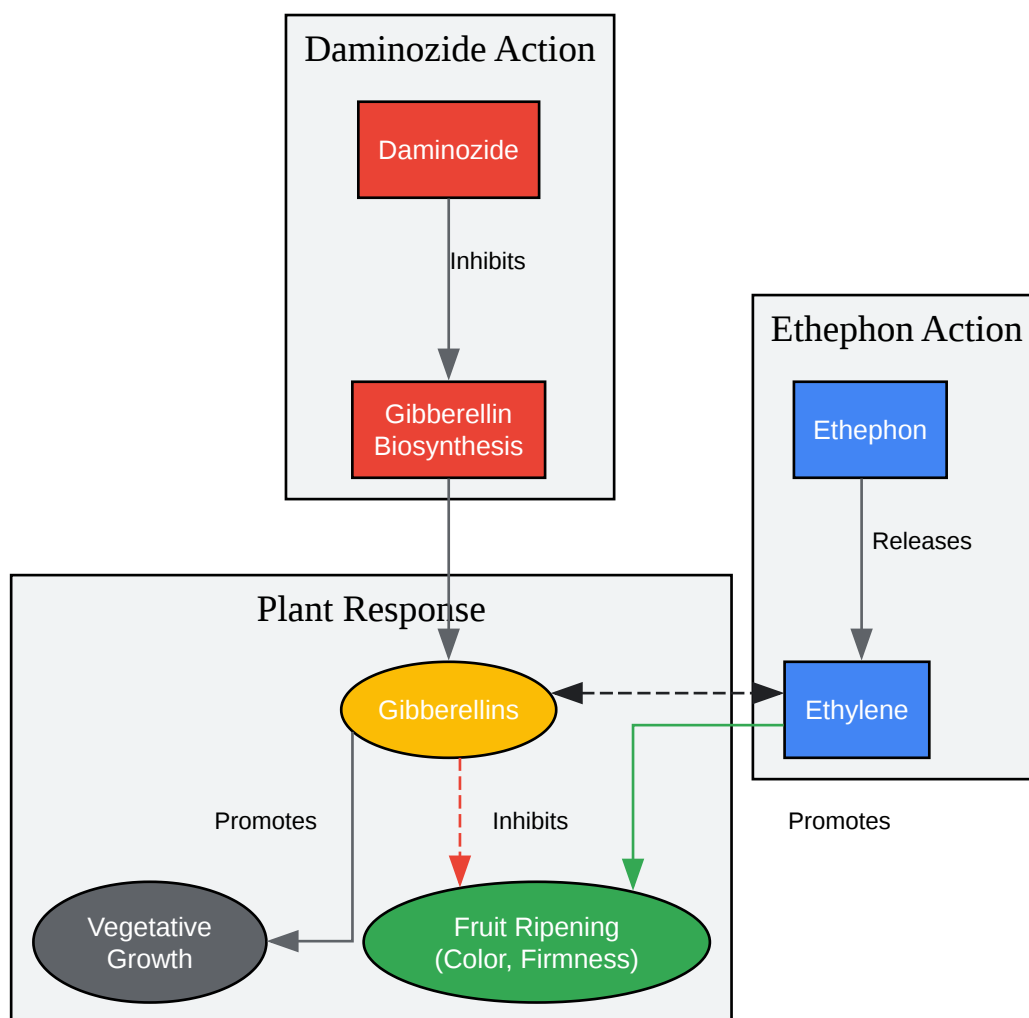 Daminozide Action
Daminozide
Inhibits
Gibberellin
Biosynthesis
Ethephon Action
Ethephon
Releases
Ethylene
Plant Response
Gibberellins
Promotes
Inhibits
Promotes
Vegetative
Growth
Fruit Ripening
(Color, Firmness)